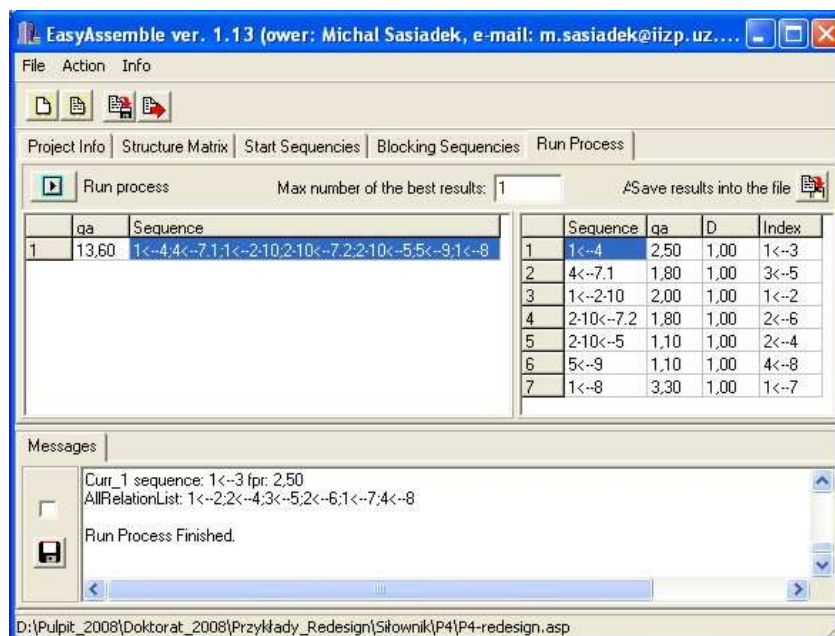 EasyAssemble ver. 1.13 (ower: Michal Sasiadek, e-mail: m.sasiadek@iizp.uz....
File Action Info
Project Info Structure Matrix Start Sequencies Blocking Sequencies Run Process
Run process Max number of the best results: 1 Save results into the file
qa Sequence
1 13,60 1<--4;4<--7.1;1<--2-10;2-10<--7.2;2-10<--5;5<--9;1<--8
Sequence qa D Index
1 1<--4 2,50 1,00 1<--3
2 4<--7.1 1,80 1,00 3<--5
3 1<--2-10 2,00 1,00 1<--2
4 2-10<--7.2 1,80 1,00 2<--6
5 2-10<--5 1,10 1,00 2<--4
6 5<--9 1,10 1,00 4<--8
7 1<--8 3,30 1,00 1<--7
Messages
Curr_1 sequence: 1<--3 fpr: 2,50
AllRelationList: 1<--2;2<--4;3<--5;2<--6;1<--7;4<--8
Run Process Finished.
D:\Pulpit_2008\Doktorat_2008\Przykłady_Redesign\Siłownik\P4\P4-redesign.asp